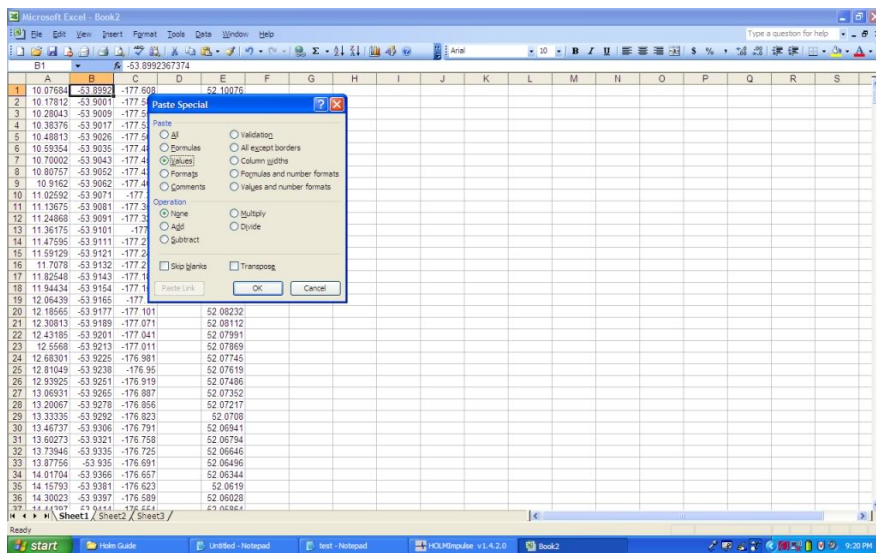 Microsoft Excel - Book2
File Edit View Insert Format Tools Data Window Help
Type a question for help
Arial 10 B I U $ % ,
B1 fx -53.8992367374
A B C D E F G H I J K L M N O P Q R S
1 10.07684 -53.8992 -177.608 52.10076
2 10.17812 -53.9001
3 10.28043 -53.9009
4 10.38376 -53.9017
5 10.48813 -53.9026
6 10.59354 -53.9035
7 10.70002 -53.9043
8 10.80757 -53.9052
9 10.9162 -53.9062
10 11.02592 -53.9071
11 11.13675 -53.9081
12 11.24868 -53.9091
13 11.36175 -53.9101
14 11.47595 -53.9111
15 11.59129 -53.9121
16 11.7078 -53.9132
17 11.82548 -53.9143
18 11.94434 -53.9154
19 12.06439 -53.9165
20 12.18565 -53.9177 -177.101 52.08232
21 12.30813 -53.9189 -177.071 52.08112
22 12.43185 -53.9201 -177.041 52.07991
23 12.5568 -53.9213 -177.011 52.07869
24 12.68301 -53.9225 -176.981 52.07745
25 12.81049 -53.9238 -176.95 52.07619
26 12.93925 -53.9251 -176.919 52.07486
27 13.06931 -53.9265 -176.887 52.07352
28 13.20067 -53.9278 -176.856 52.07217
29 13.33335 -53.9292 -176.823 52.0708
30 13.46737 -53.9306 -176.791 52.06941
31 13.60273 -53.9321 -176.758 52.06794
32 13.73946 -53.9335 -176.725 52.06646
33 13.87756 -53.935 -176.691 52.06496
34 14.01704 -53.9366 -176.657 52.06344
35 14.15793 -53.9381 -176.623 52.0619
36 14.30023 -53.9397 -176.589 52.06028
37 14.44397 -53.9414 -176.554 52.05864
Paste Special
Paste
All Validation
Formulas All except borders
Values Column widths
Formats Formulas and number formats
Comments Values and number formats
Operation
None Multiply
Add Divide
Subtract
Skip blanks Transpose
Paste Link OK Cancel
Sheet1 Sheet2 Sheet3
Ready
start Holm Guide Untitled - Notepad test - Notepad HOLMImpulse v1.4.2.0 Book2 9:20 PM